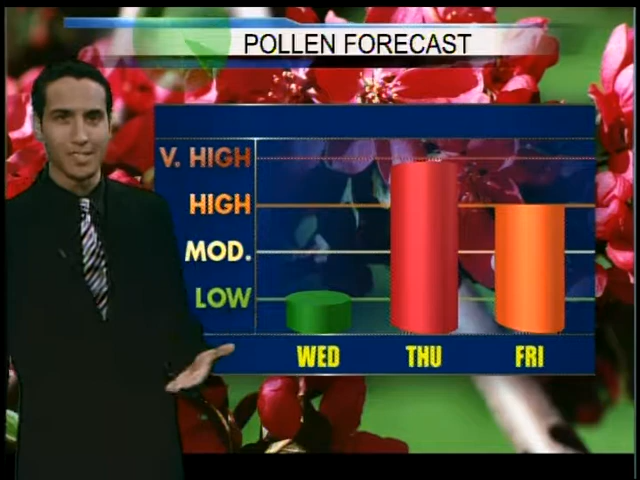 POLLEN FORECAST
V. HIGH
HIGH
MOD.
LOW
WED THU FRI